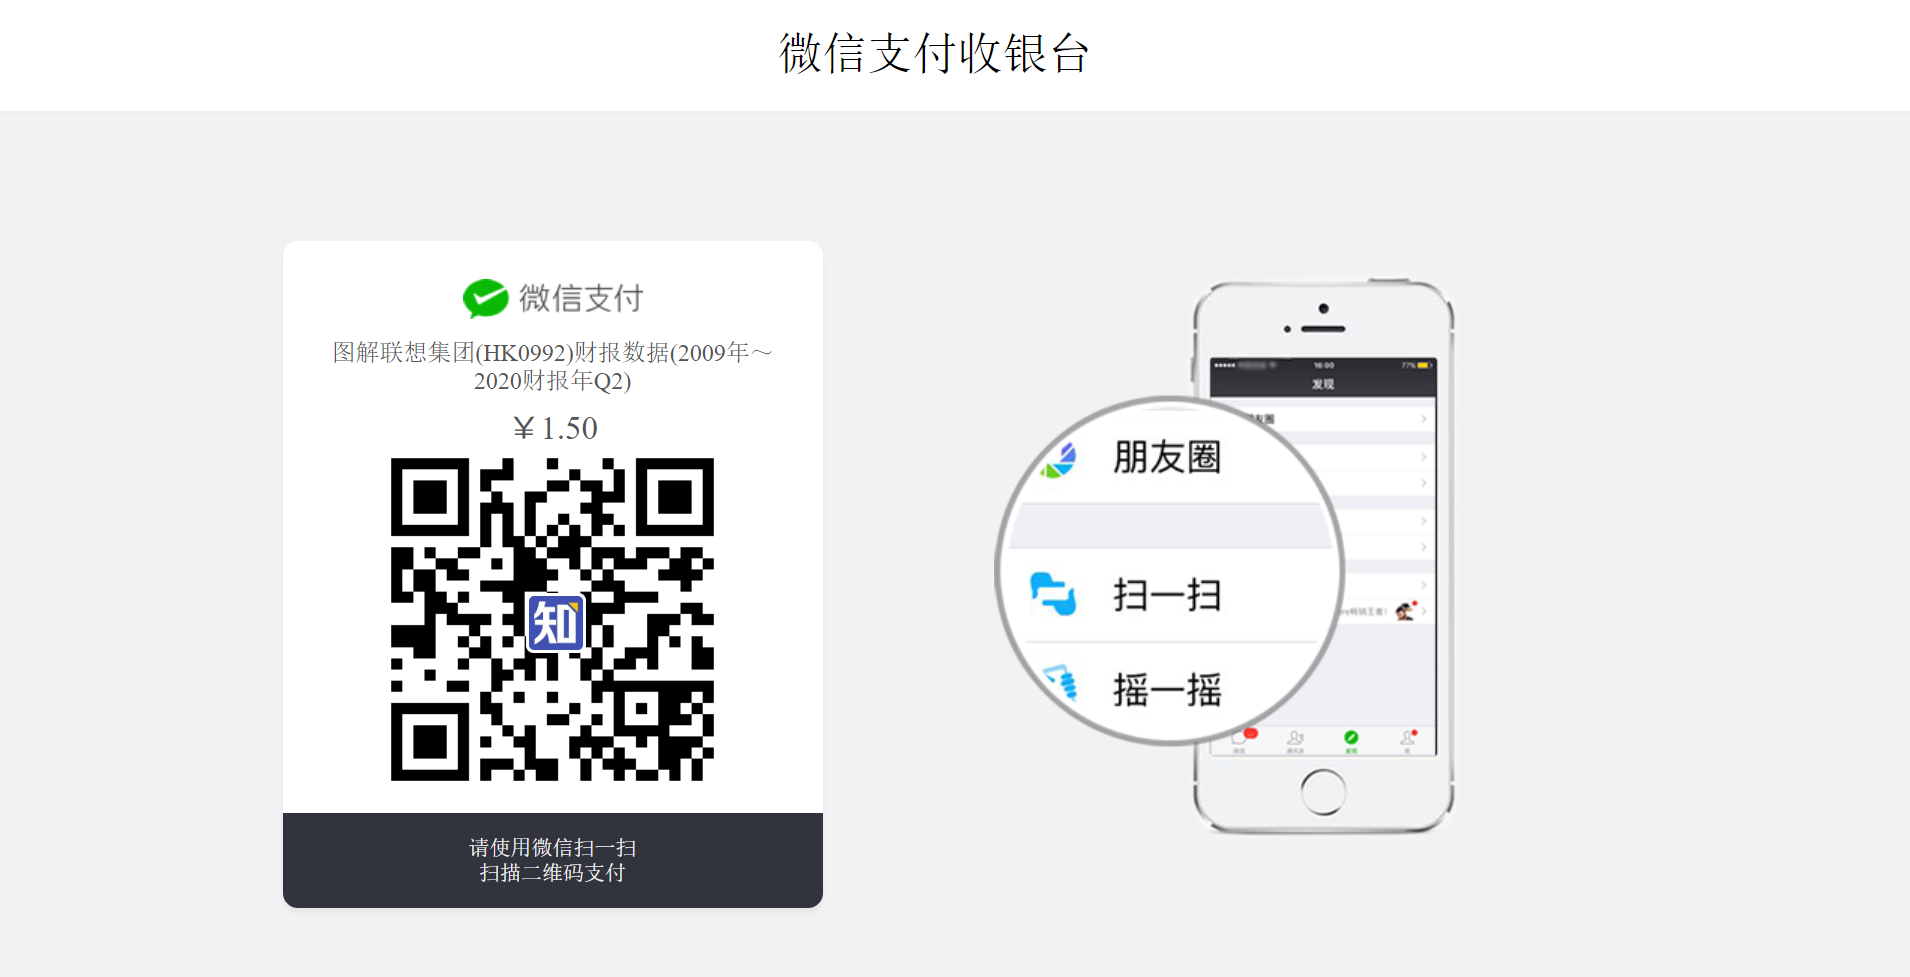 微信支付收银台
微信支付
图解联想集团(HK0992)财报数据(2009年～
2020财报年Q2)
￥1.50
知
请使用微信扫一扫
扫描二维码支付
16:00
77%
发现
朋友圈
扫一扫
摇一摇
发现